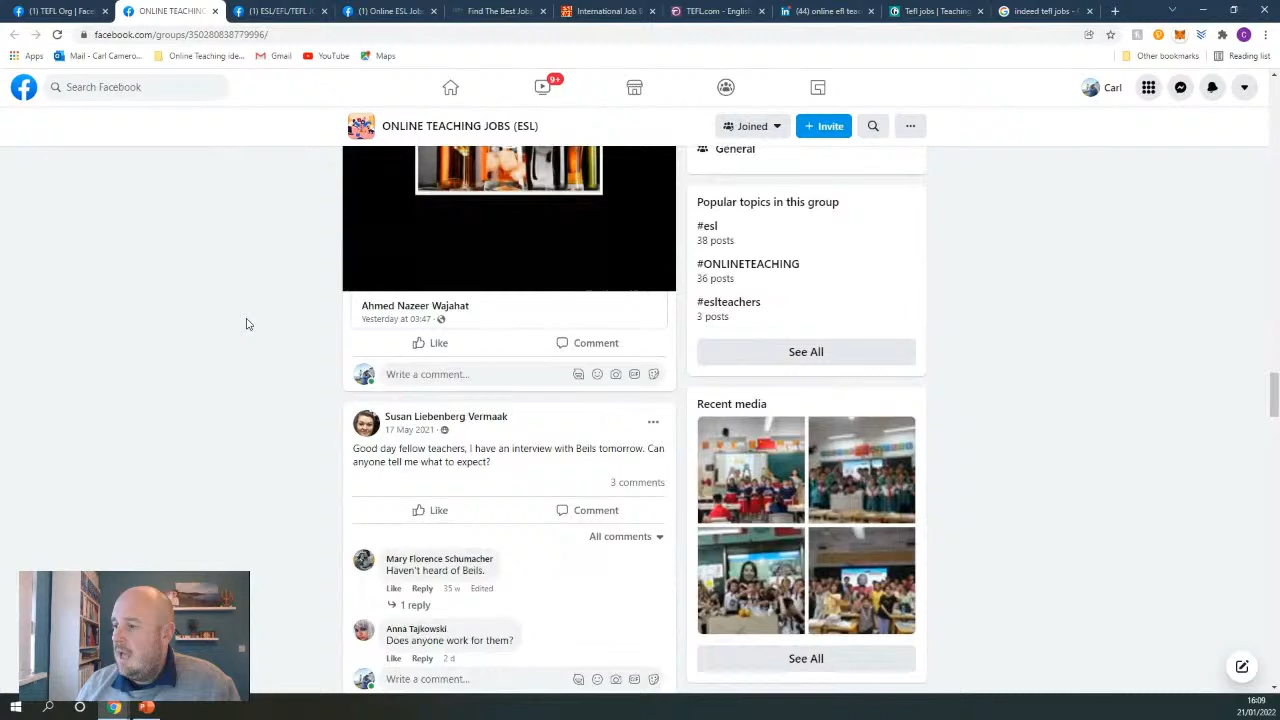 (1) TEFL Org | Face
ONLINE TEACHING
(1) ESL/EFL/TEFL J
(1) Online ESL Job
Find The Best Jobs
International Job
TEFL.com - English
(44) online efl tea
Tefl jobs | Teaching
indeed tefl jobs -
facebook.com/groups/350280838779996/
Apps
Mail - Carl Camero...
Online Teaching ide...
Gmail
YouTube
Maps
Other bookmarks
Reading list
Search Facebook
9+
Carl
ONLINE TEACHING JOBS (ESL)
Joined
+ Invite
General
Popular topics in this group
#esl
38 posts
#ONLINETEACHING
36 posts
#eslteachers
3 posts
See All
Ahmed Nazeer Wajahat
Yesterday at 03:47
Like
Comment
Write a comment...
Susan Liebenberg Vermaak
17 May 2021
Good day fellow teachers, I have an interview with Beils tomorrow. Can
anyone tell me what to expect?
3 comments
Like
Comment
All comments
Mary Florence Schumacher
Haven't heard of Beils.
Like Reply 35 w Edited
1 reply
Anna Tajkowski
Does anyone work for them?
Like Reply 2 d
Write a comment...
Recent media
See All
16:09
21/01/2022